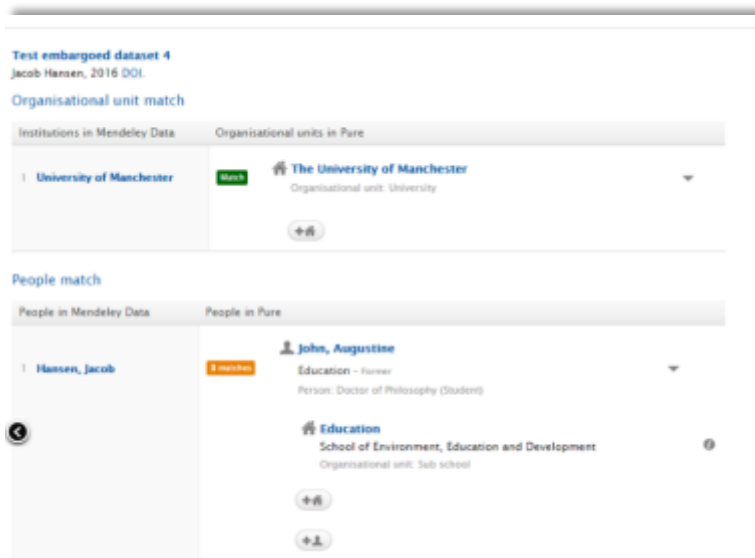 Test embargoed dataset 4
Jacob Hansen, 2016 DOI.
Organisational unit match
Institutions in Mendeley Data Organisational units in Pure
1 University of Manchester Match The University of Manchester
Organisational unit: University
People match
People in Mendeley Data People in Pure
1 Hansen, Jacob matches John, Augustine
Education - Former
Person: Doctor of Philosophy (Student)
Education
School of Environment, Education and Development
Organisational unit: Sub school